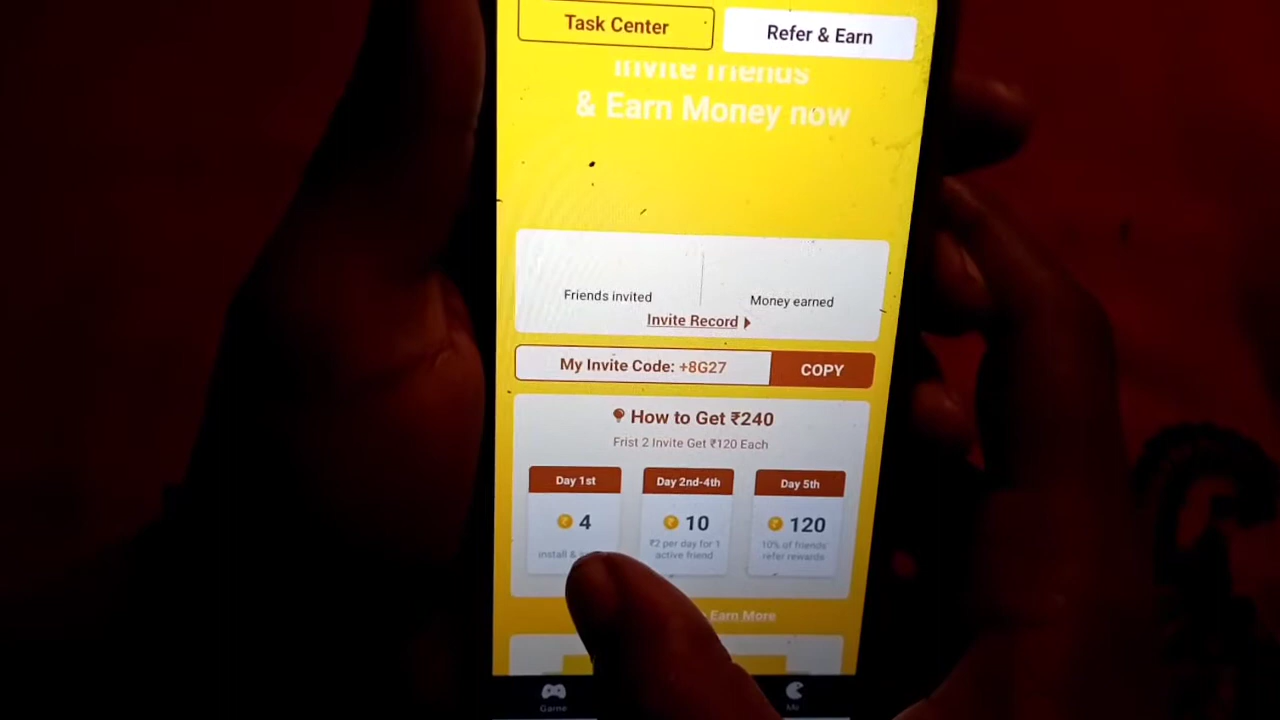 Task Center
Refer & Earn
Invite friends
& Earn Money now
Friends invited
Money earned
Invite Record
My Invite Code: +8G27
COPY
How to Get ₹240
Frist 2 Invite Get ₹120 Each
Day 1st
Day 2nd-4th
Day 5th
₹ 4
₹ 10
₹ 120
install &
₹2 per day for 1
active friend
10% of friends'
refer rewards
Earn More
Game
Me